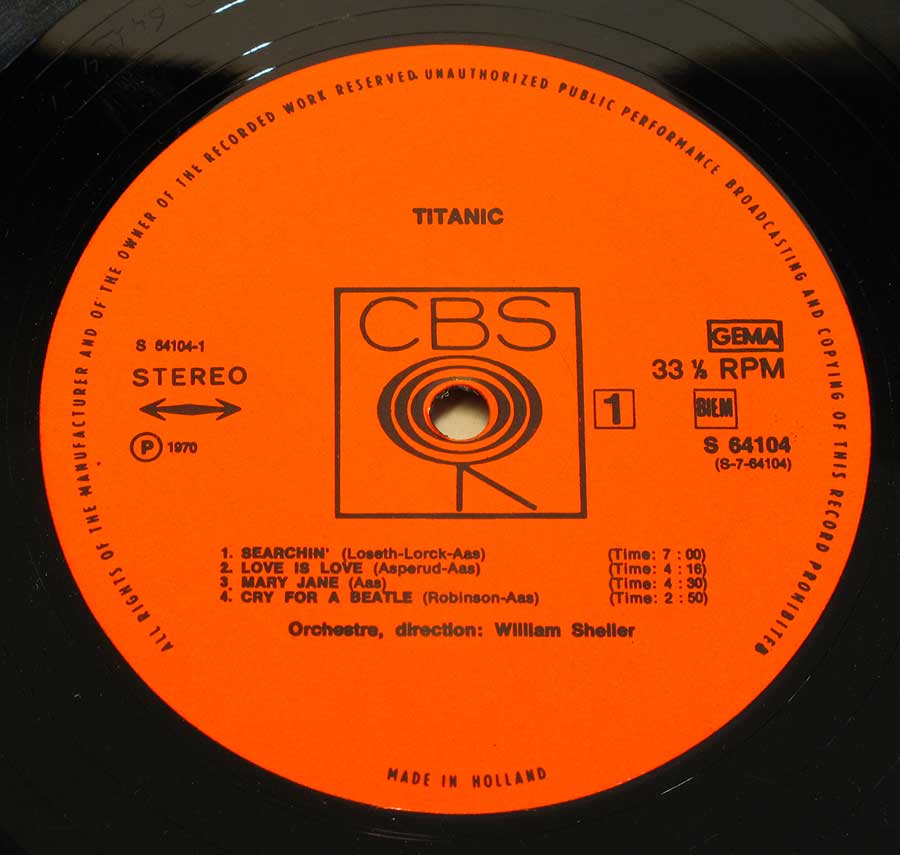 ALL RIGHTS OF THE MANUFACTURER AND OF THE OWNER OF THE RECORDED WORK RESERVED. UNAUTHORIZED PUBLIC PERFORMANCE BROADCASTING AND COPYING OF THIS RECORD PROHIBITED
TITANIC
CBS
GEMA
S 64104-1
33 ⅓ RPM
STEREO
1
BIEM
P 1970
S 64104
(S-7-64104)
1. SEARCHIN' (Loseth-Lorck-Aas) (Time: 7 : 00)
2. LOVE IS LOVE (Asperud-Aas) (Time: 4 : 16)
3. MARY JANE (Aas) (Time: 4 : 30)
4. CRY FOR A BEATLE (Robinson-Aas) (Time: 2 : 50)
Orchestre, direction: William Sheller
MADE IN HOLLAND